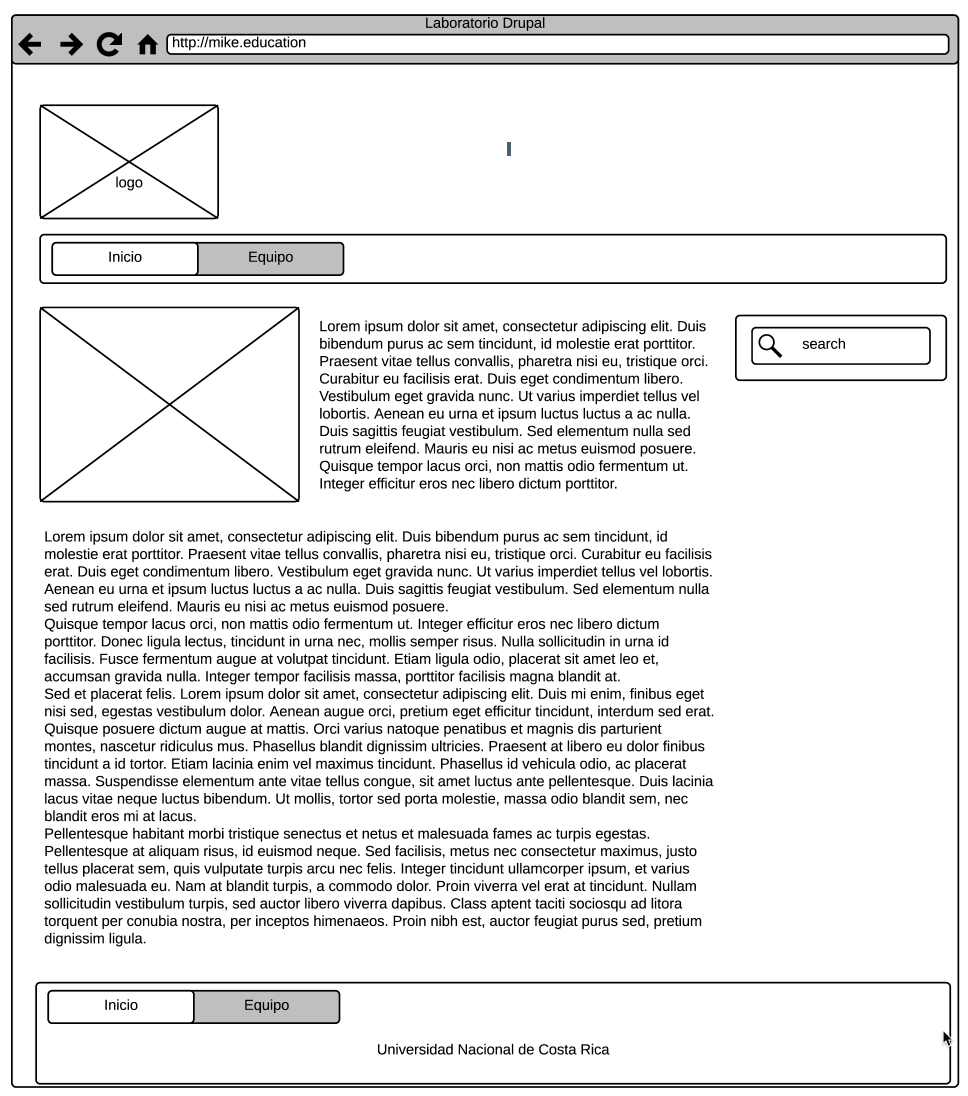 Laboratorio Drupal
http://mike.education
logo
Inicio
Equipo
Lorem ipsum dolor sit amet, consectetur adipiscing elit. Duis
bibendum purus ac sem tincidunt, id molestie erat porttitor.
Praesent vitae tellus convallis, pharetra nisi eu, tristique orci.
Curabitur eu facilisis erat. Duis eget condimentum libero.
Vestibulum eget gravida nunc. Ut varius imperdiet tellus vel
lobortis. Aenean eu urna et ipsum luctus luctus a ac nulla.
Duis sagittis feugiat vestibulum. Sed elementum nulla sed
rutrum eleifend. Mauris eu nisi ac metus euismod posuere.
Quisque tempor lacus orci, non mattis odio fermentum ut.
Integer efficitur eros nec libero dictum porttitor.
search
Lorem ipsum dolor sit amet, consectetur adipiscing elit. Duis bibendum purus ac sem tincidunt, id
molestie erat porttitor. Praesent vitae tellus convallis, pharetra nisi eu, tristique orci. Curabitur eu facilisis
erat. Duis eget condimentum libero. Vestibulum eget gravida nunc. Ut varius imperdiet tellus vel lobortis.
Aenean eu urna et ipsum luctus luctus a ac nulla. Duis sagittis feugiat vestibulum. Sed elementum nulla
sed rutrum eleifend. Mauris eu nisi ac metus euismod posuere.
Quisque tempor lacus orci, non mattis odio fermentum ut. Integer efficitur eros nec libero dictum
porttitor. Donec ligula lectus, tincidunt in urna nec, mollis semper risus. Nulla sollicitudin in urna id
facilisis. Fusce fermentum augue at volutpat tincidunt. Etiam ligula odio, placerat sit amet leo et,
accumsan gravida nulla. Integer tempor facilisis massa, porttitor facilisis magna blandit at.
Sed et placerat felis. Lorem ipsum dolor sit amet, consectetur adipiscing elit. Duis mi enim, finibus eget
nisi sed, egestas vestibulum dolor. Aenean augue orci, pretium eget efficitur tincidunt, interdum sed erat.
Quisque posuere dictum augue at mattis. Orci varius natoque penatibus et magnis dis parturient
montes, nascetur ridiculus mus. Phasellus blandit dignissim ultricies. Praesent at libero eu dolor finibus
tincidunt a id tortor. Etiam lacinia enim vel maximus tincidunt. Phasellus id vehicula odio, ac placerat
massa. Suspendisse elementum ante vitae tellus congue, sit amet luctus ante pellentesque. Duis lacinia
lacus vitae neque luctus bibendum. Ut mollis, tortor sed porta molestie, massa odio blandit sem, nec
blandit eros mi at lacus.
Pellentesque habitant morbi tristique senectus et netus et malesuada fames ac turpis egestas.
Pellentesque at aliquam risus, id euismod neque. Sed facilisis, metus nec consectetur maximus, justo
tellus placerat sem, quis vulputate turpis arcu nec felis. Integer tincidunt ullamcorper ipsum, et varius
odio malesuada eu. Nam at blandit turpis, a commodo dolor. Proin viverra vel erat at tincidunt. Nullam
sollicitudin vestibulum turpis, sed auctor libero viverra dapibus. Class aptent taciti sociosqu ad litora
torquent per conubia nostra, per inceptos himenaeos. Proin nibh est, auctor feugiat purus sed, pretium
dignissim ligula.
Inicio
Equipo
Universidad Nacional de Costa Rica